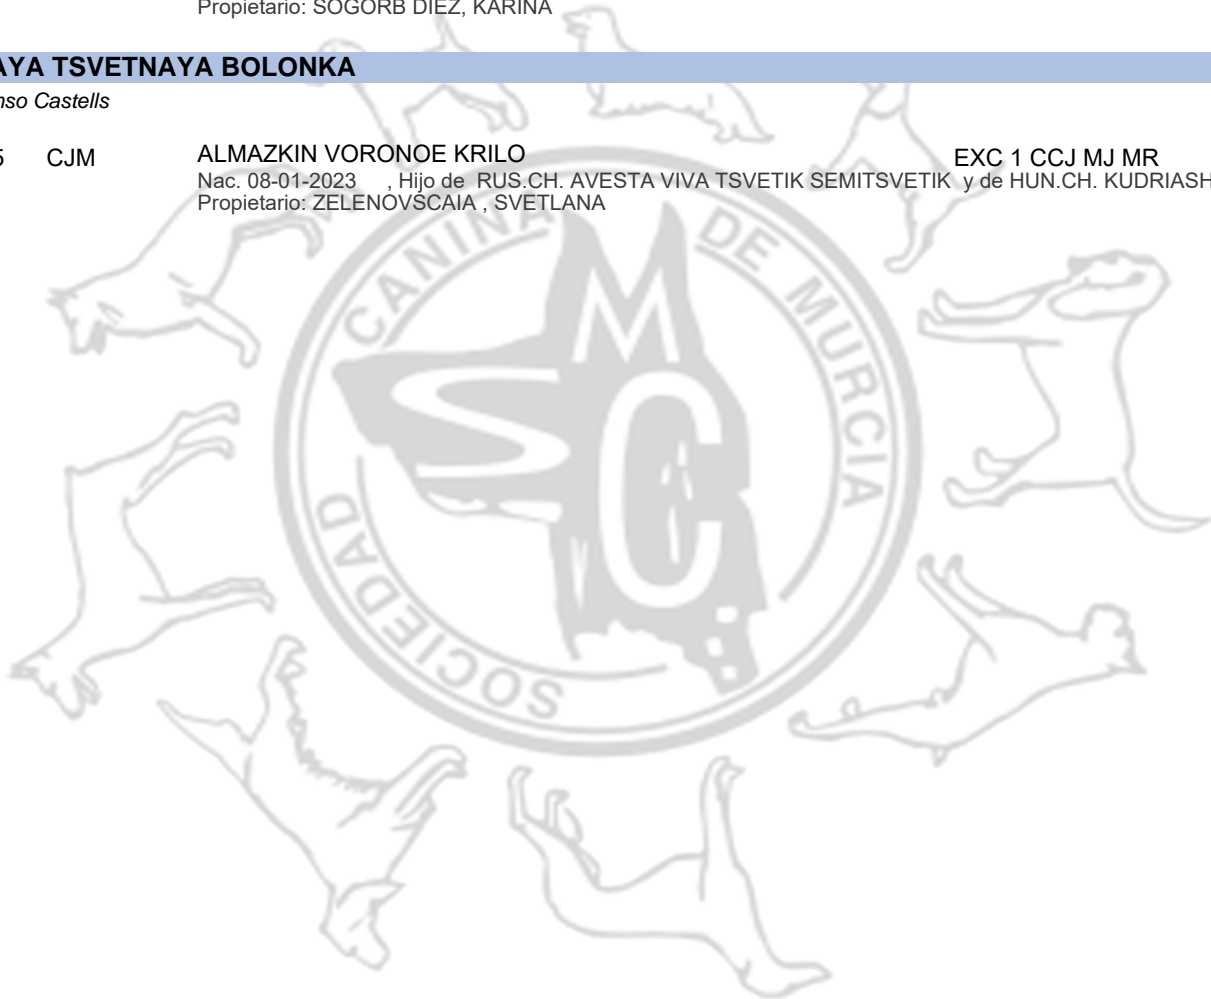 Propietario: SOGORB DIEZ, KARINA
AYA TSVETNAYA BOLONKA
nso Castells
5 CJM ALMAZKIN VORONOE KRILO EXC 1 CCJ MJ MR
Nac. 08-01-2023 , Hijo de RUS.CH. AVESTA VIVA TSVETIK SEMITSVETIK y de HUN.CH. KUDRIASH
Propietario: ZELENOVSCAIA , SVETLANA
SOCIEDAD CANINA DE MURCIA
S M C